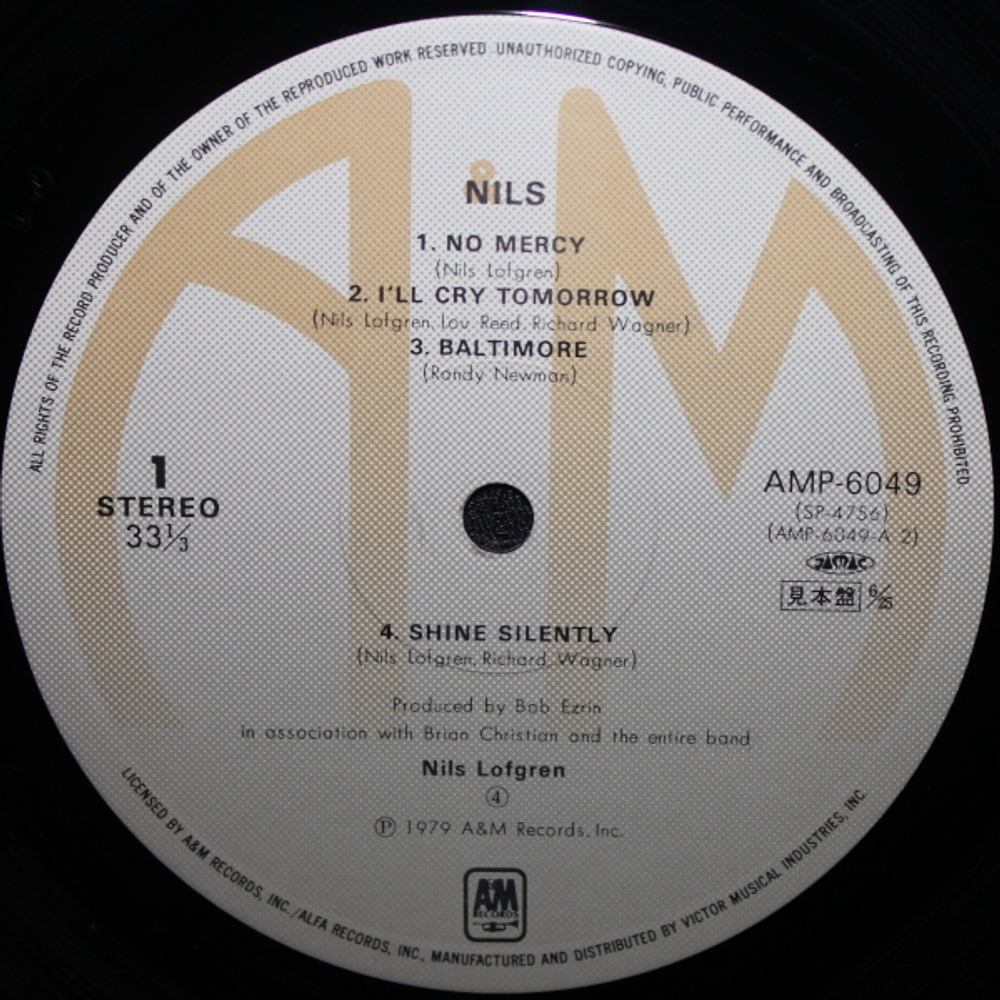 ALL RIGHTS OF THE RECORD PRODUCER AND OF THE OWNER OF THE REPRODUCED WORK RESERVED. UNAUTHORIZED COPYING, PUBLIC PERFORMANCE AND BROADCASTING OF THIS RECORDING PROHIBITED
NILS
1. NO MERCY
(Nils Lofgren)
2. I'LL CRY TOMORROW
(Nils Lofgren, Lou Reed, Richard Wagner)
3. BALTIMORE
(Randy Newman)
1
STEREO
33⅓
AMP-6049
(SP-4756)
(AMP-6049-A 2)
JAMAC
見本盤 6/25
4. SHINE SILENTLY
(Nils Lofgren, Richard Wagner)
Produced by Bob Ezrin
in association with Brian Christian and the entire band
Nils Lofgren
④
Ⓟ 1979 A&M Records, Inc.
A&M
RECORDS
LICENSED BY A&M RECORDS, INC./ALFA RECORDS, INC., MANUFACTURED AND DISTRIBUTED BY VICTOR MUSICAL INDUSTRIES, INC.